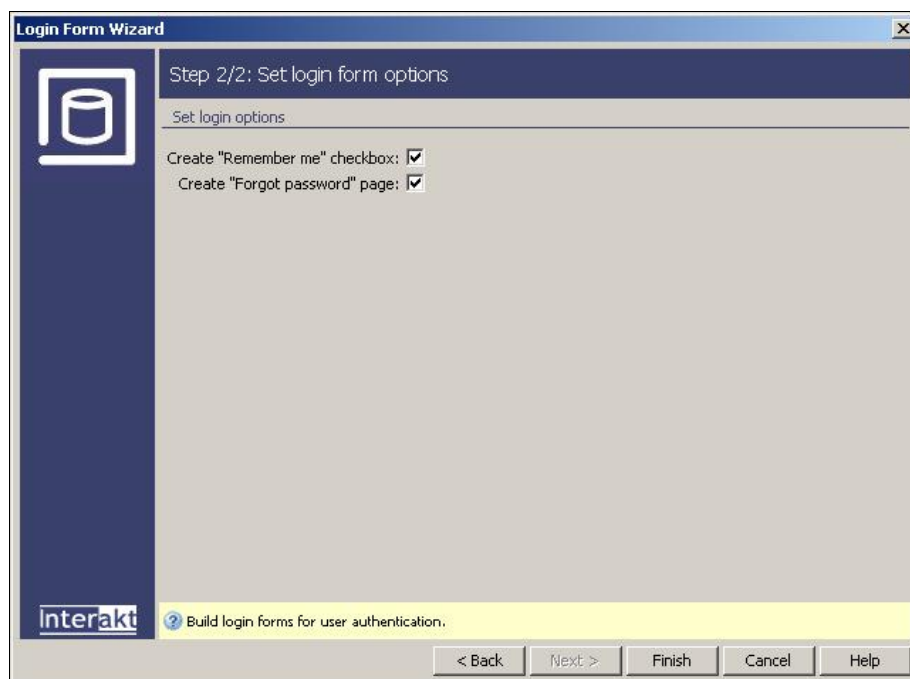 Login Form Wizard
Step 2/2: Set login form options
Set login options
Create "Remember me" checkbox:
Create "Forgot password" page:
Interakt
Build login forms for user authentication.
< Back Next > Finish Cancel Help